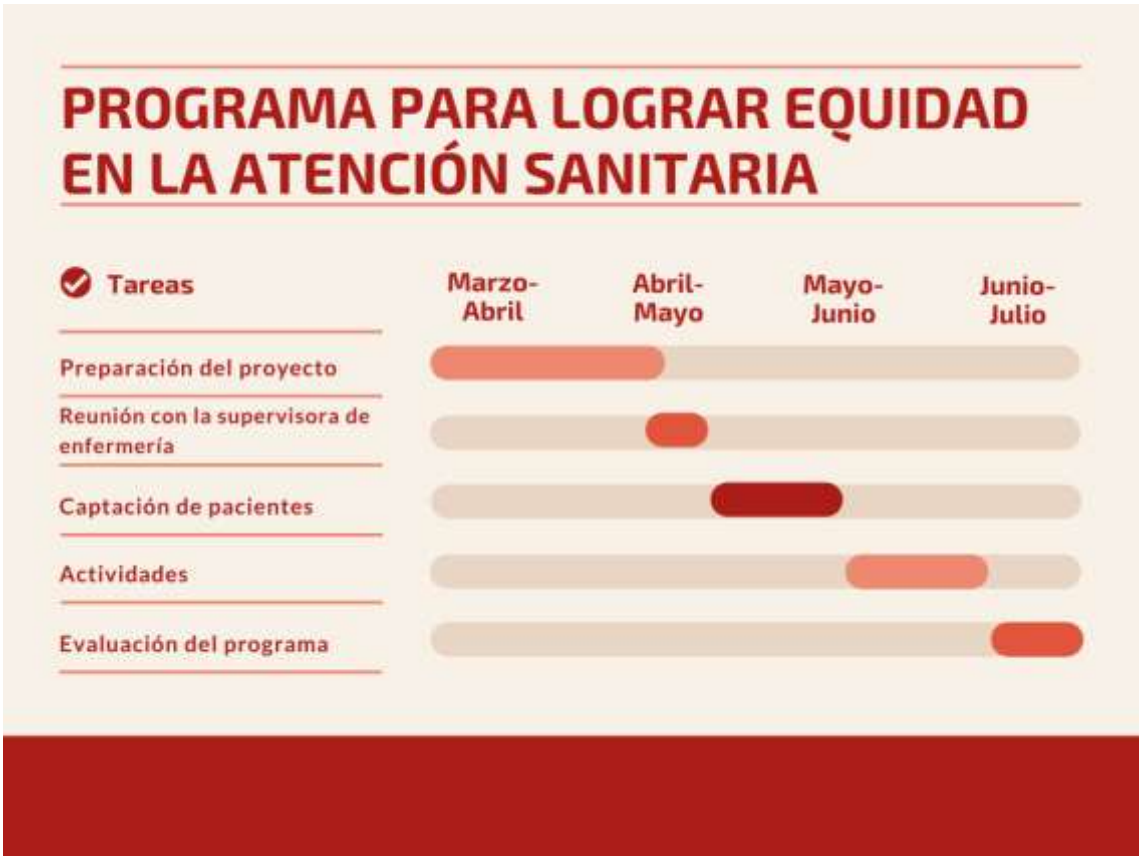 PROGRAMA PARA LOGRAR EQUIDAD
EN LA ATENCIÓN SANITARIA
Tareas
Marzo-
Abril
Abril-
Mayo
Mayo-
Junio
Junio-
Julio
Preparación del proyecto
Reunión con la supervisora de
enfermería
Captación de pacientes
Actividades
Evaluación del programa